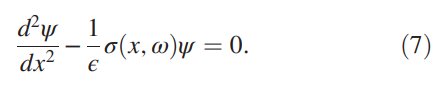 d²ψ/dx² − 1/ϵ σ(x, ω)ψ = 0. (7)